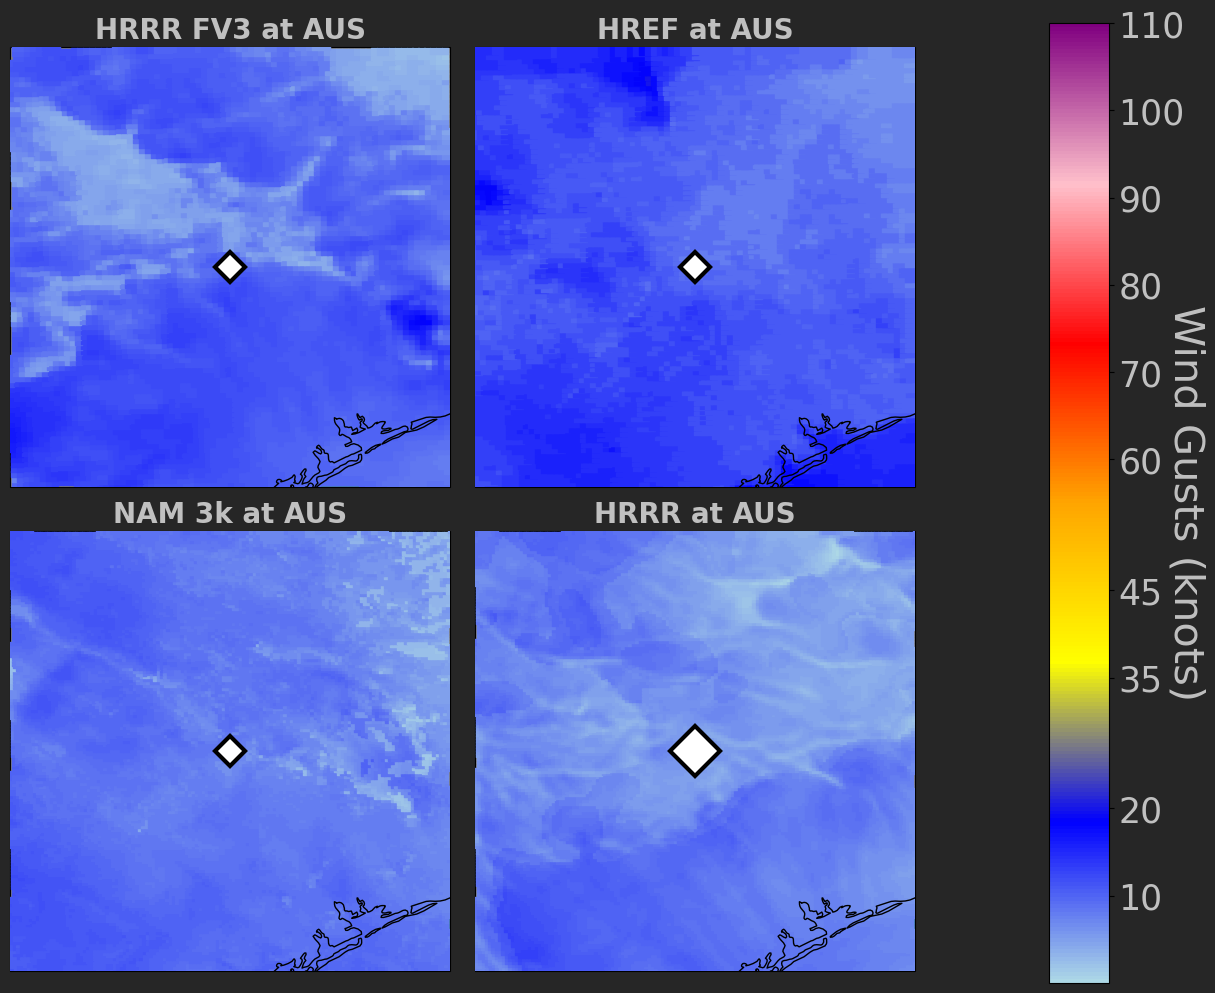 HRRR FV3 at AUS
HREF at AUS
NAM 3k at AUS
HRRR at AUS
110
100
90
80
70
60
45
35
20
10
Wind Gusts (knots)